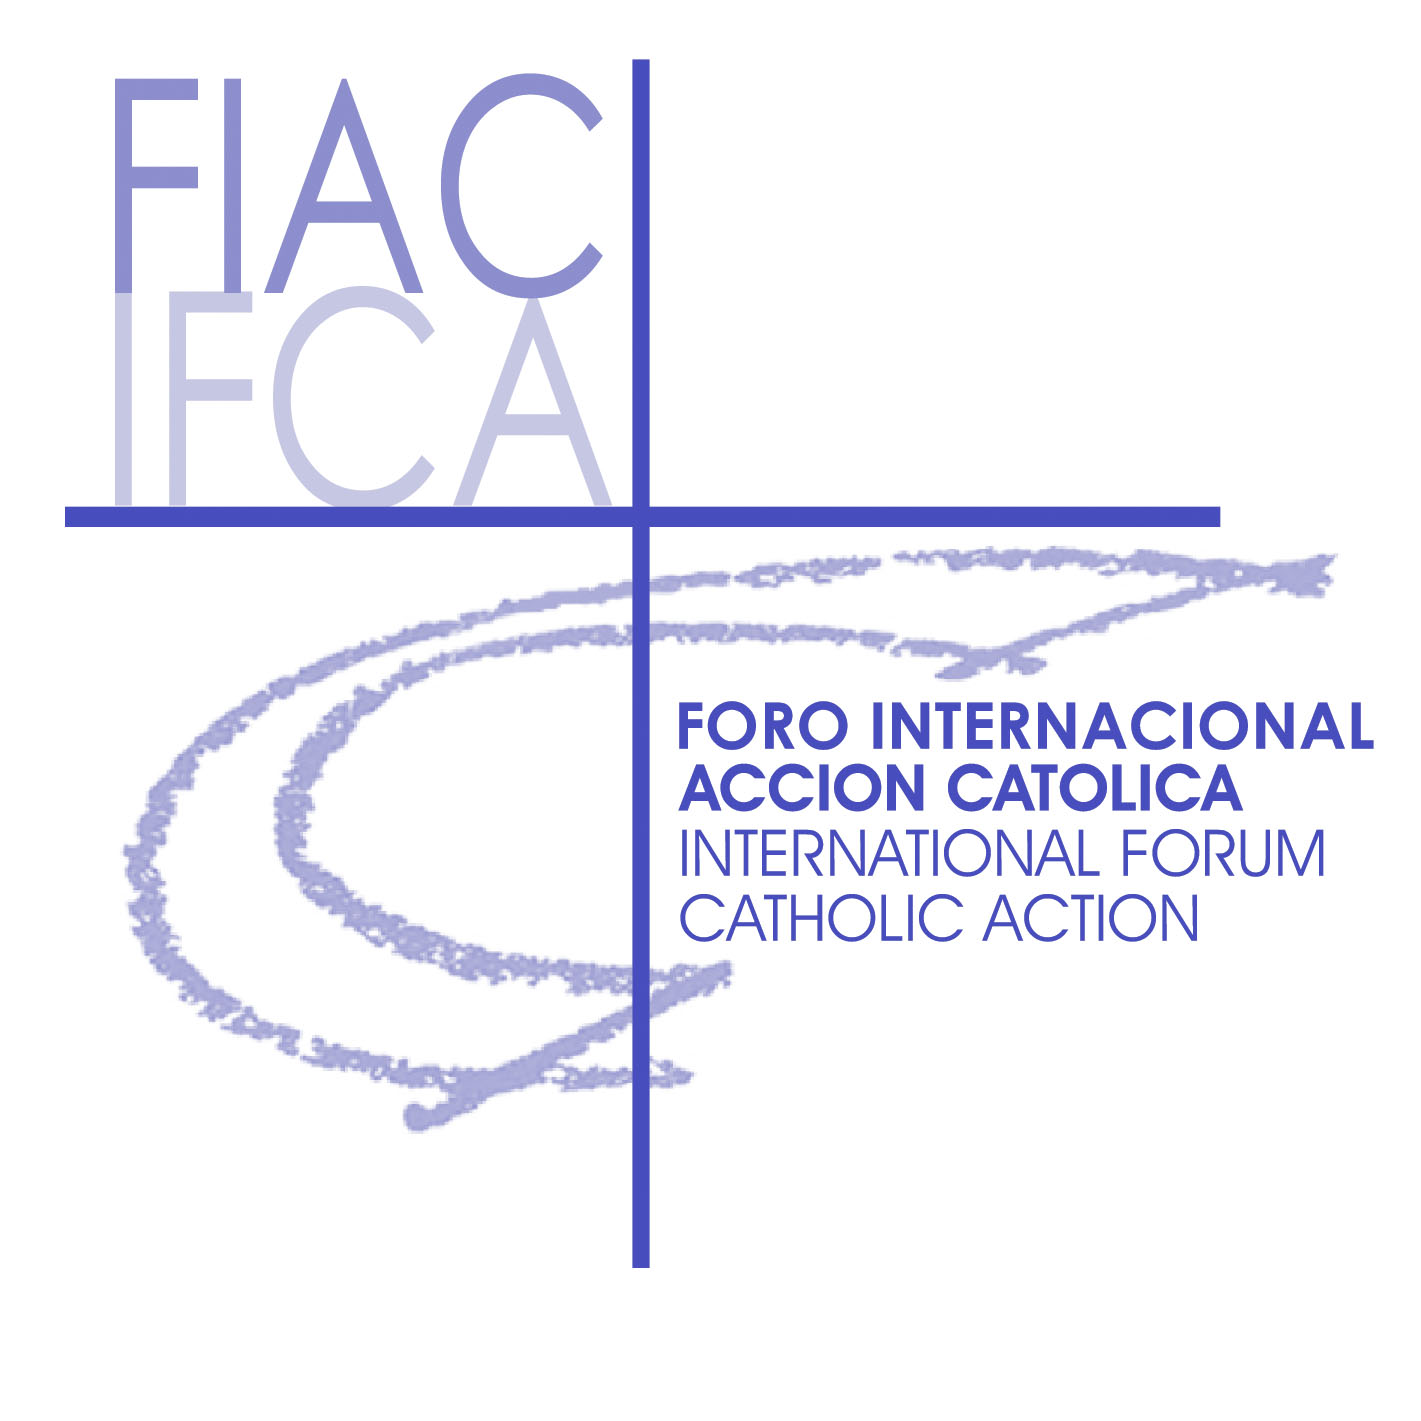 FIAC
IFCA
FORO INTERNACIONAL
ACCION CATOLICA
INTERNATIONAL FORUM
CATHOLIC ACTION